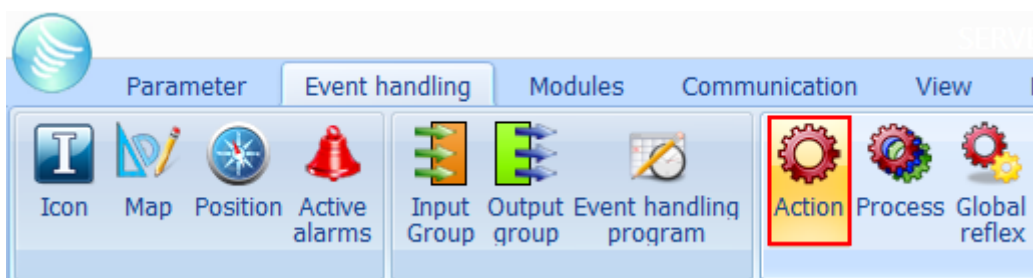 SERV
Parameter Event handling Modules Communication View
I
Icon Map Position Active alarms Input Group Output group Event handling program Action Process Global reflex